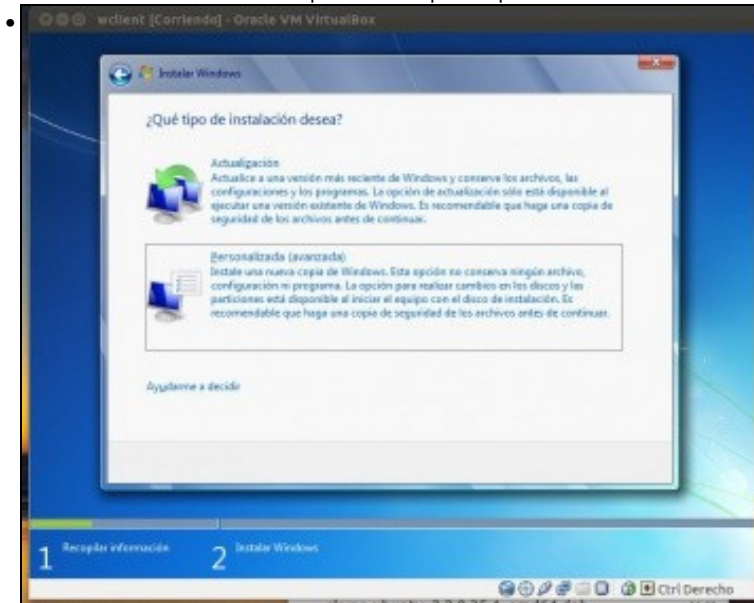 wclient [Corriendo] - Oracle VM VirtualBox
Instalar Windows
¿Qué tipo de instalación desea?
Actualización
Actualice a una versión más reciente de Windows y conserve los archivos, las
configuraciones y los programas. La opción de actualización sólo está disponible al
ejecutar una versión existente de Windows. Es recomendable que haga una copia de
seguridad de los archivos antes de continuar.
Personalizada (avanzada)
Instale una nueva copia de Windows. Esta opción no conserva ningún archivo,
configuración ni programa. La opción para realizar cambios en los discos y las
particiones está disponible al iniciar el equipo con el disco de instalación. Es
recomendable que haga una copia de seguridad de los archivos antes de continuar.
Ayudarme a decidir
1 Recopilar información 2 Instalar Windows
Ctrl Derecho